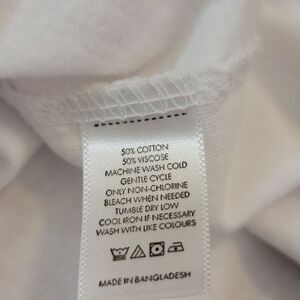 50% COTTON
50% VISCOSE
MACHINE WASH COLD
GENTLE CYCLE
ONLY NON-CHLORINE
BLEACH WHEN NEEDED
TUMBLE DRY LOW
COOL IRON IF NECESSARY
WASH WITH LIKE COLOURS
MADE IN BANGLADESH